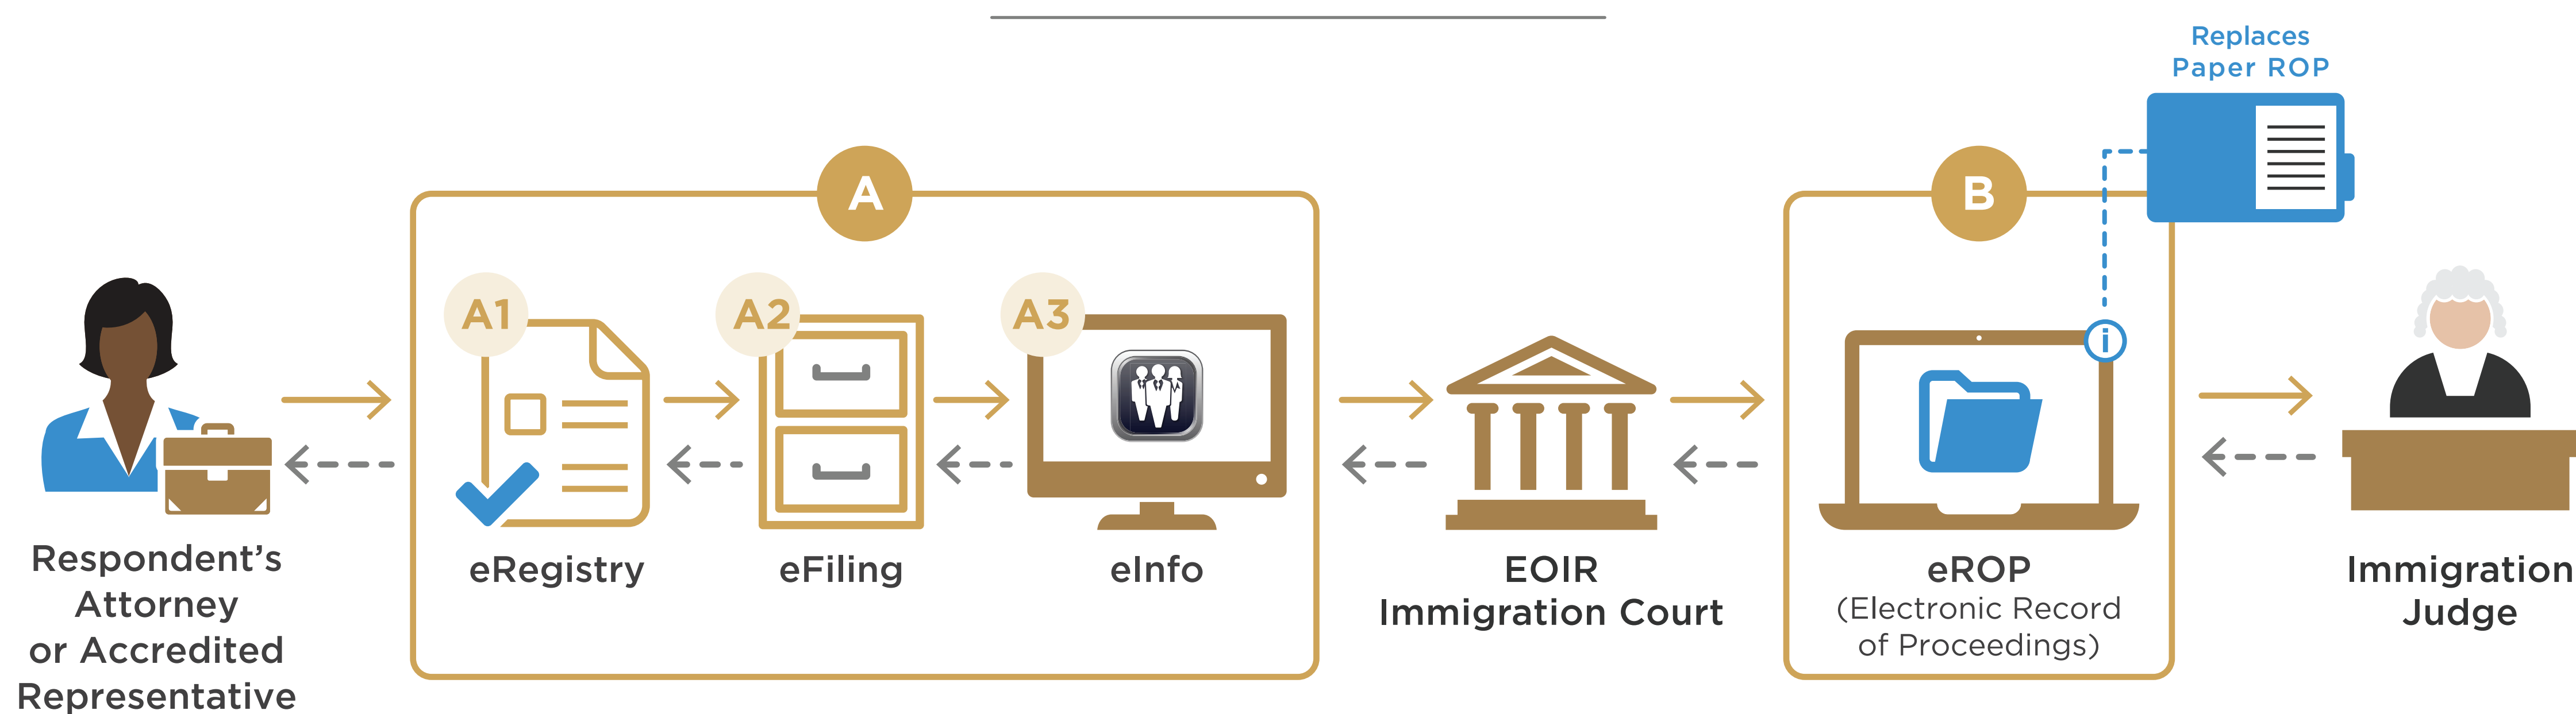 Replaces
Paper ROP
A
B
A1
A2
A3
i
Respondent’s
Attorney
or Accredited
Representative
eRegistry
eFiling
eInfo
EOIR
Immigration Court
eROP
(Electronic Record
of Proceedings)
Immigration
Judge